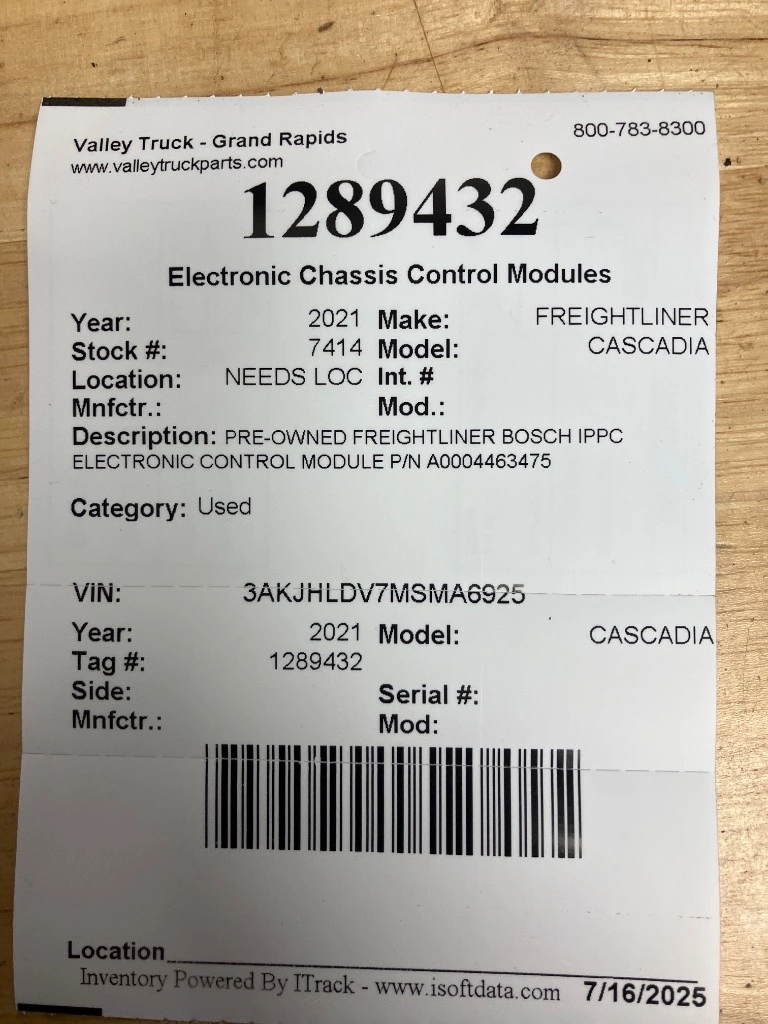 Valley Truck - Grand Rapids 800-783-8300
www.valleytruckparts.com
1289432
Electronic Chassis Control Modules
Year: 2021 Make: FREIGHTLINER
Stock #: 7414 Model: CASCADIA
Location: NEEDS LOC Int. #
Mnfctr.: Mod.:
Description: PRE-OWNED FREIGHTLINER BOSCH IPPC
ELECTRONIC CONTROL MODULE P/N A0004463475
Category: Used
VIN: 3AKJHLDV7MSMA6925
Year: 2021 Model: CASCADIA
Tag #: 1289432
Side: Serial #:
Mnfctr.: Mod:
Location
Inventory Powered By ITrack - www.isoftdata.com 7/16/2025